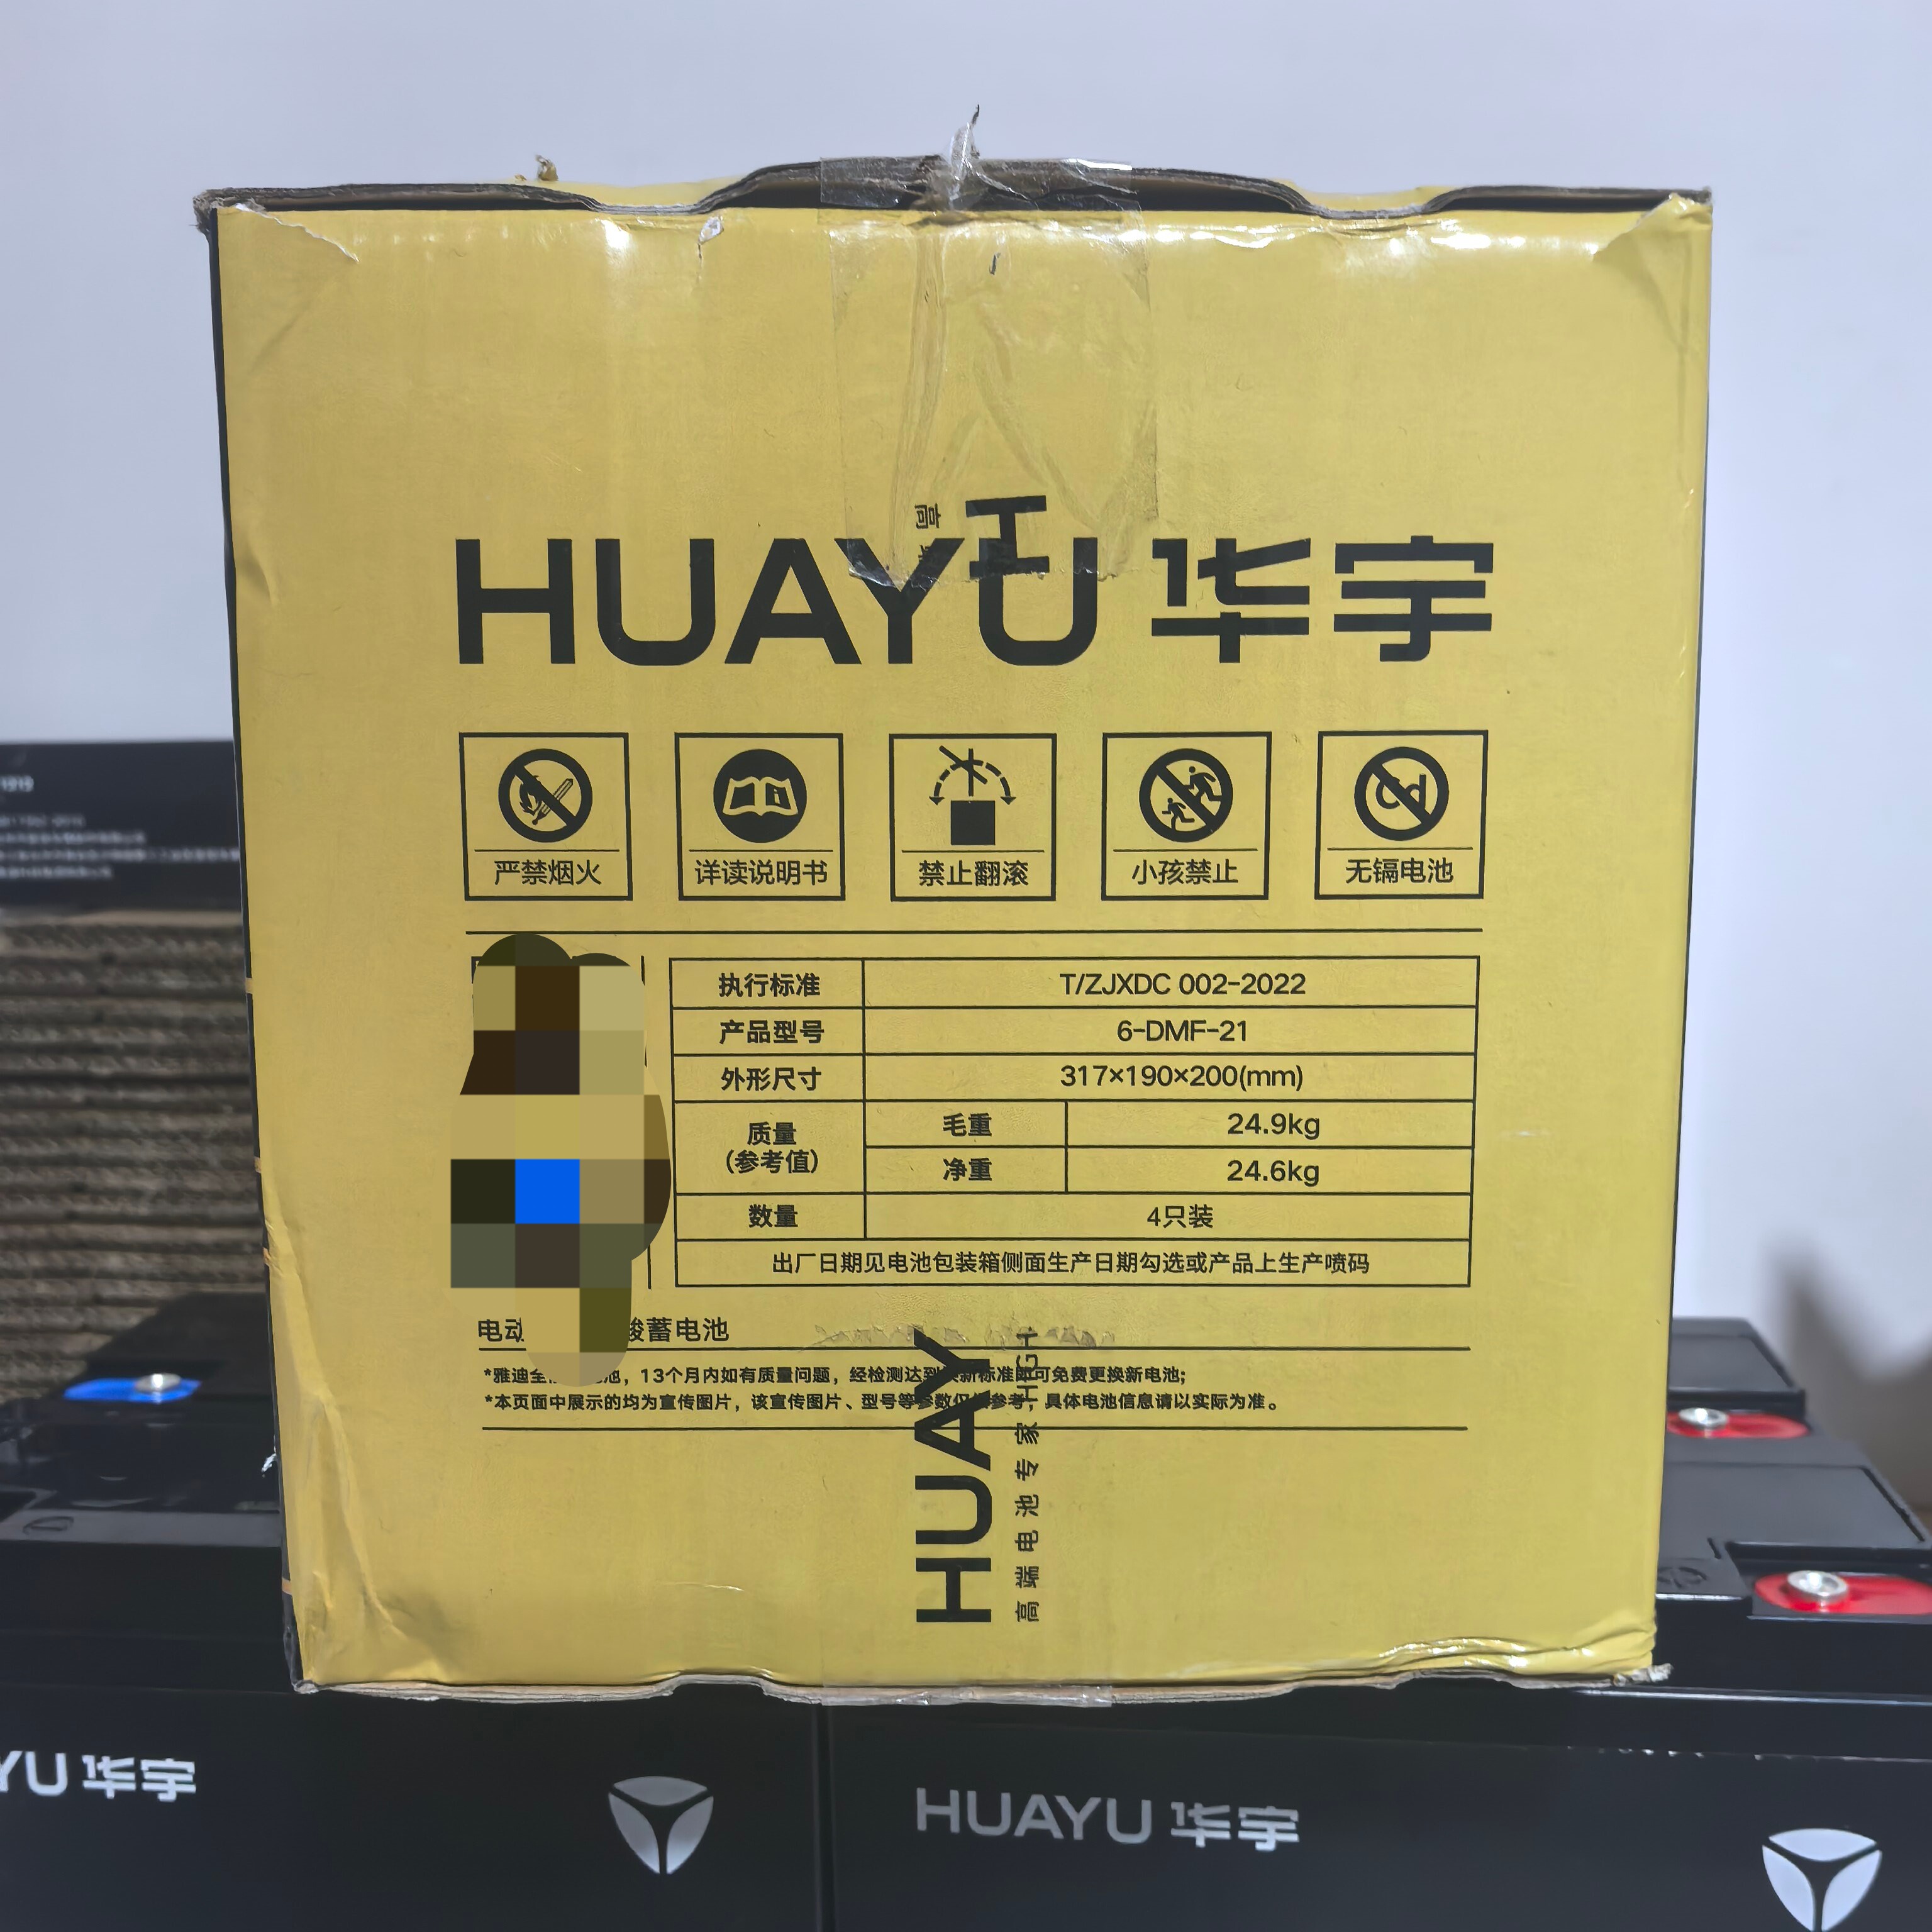 HUAYU 华宇
严禁烟火
详读说明书
禁止翻滚
小孩禁止
无镉电池
执行标准 T/ZJXDC 002-2022
产品型号 6-DMF-21
外形尺寸 317×190×200(mm)
质量
(参考值)
毛重 24.9kg
净重 24.6kg
数量 4只装
出厂日期见电池包装箱侧面生产日期勾选或产品上生产喷码
电动 酸蓄电池
*雅迪全 池，13个月内如有质量问题，经检测达到 新标准即可免费更换新电池;
*本页面中展示的均为宣传图片，该宣传图片、型号等参数仅供参考，具体电池信息请以实际为准。
HUAY
高端电池专家 HIGH
高
H
YU 华宇
HUAYU 华宇